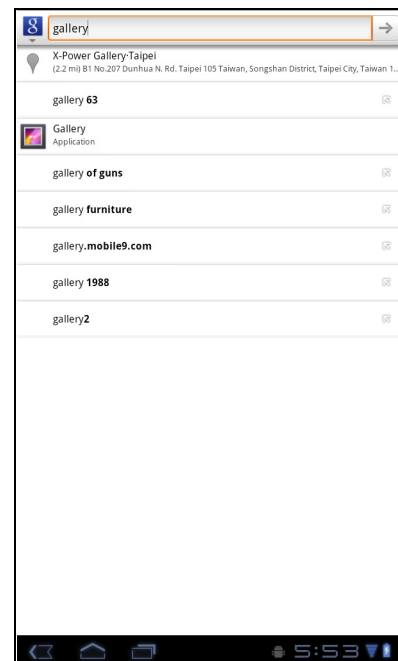 8 gallery
X-Power Gallery·Taipei
(2.2 mi) B1 No.207 Dunhua N. Rd. Taipei 105 Taiwan, Songshan District, Taipei City, Taiwan 1...
gallery 63
Gallery
Application
gallery of guns
gallery furniture
gallery.mobile9.com
gallery 1988
gallery2
5:53